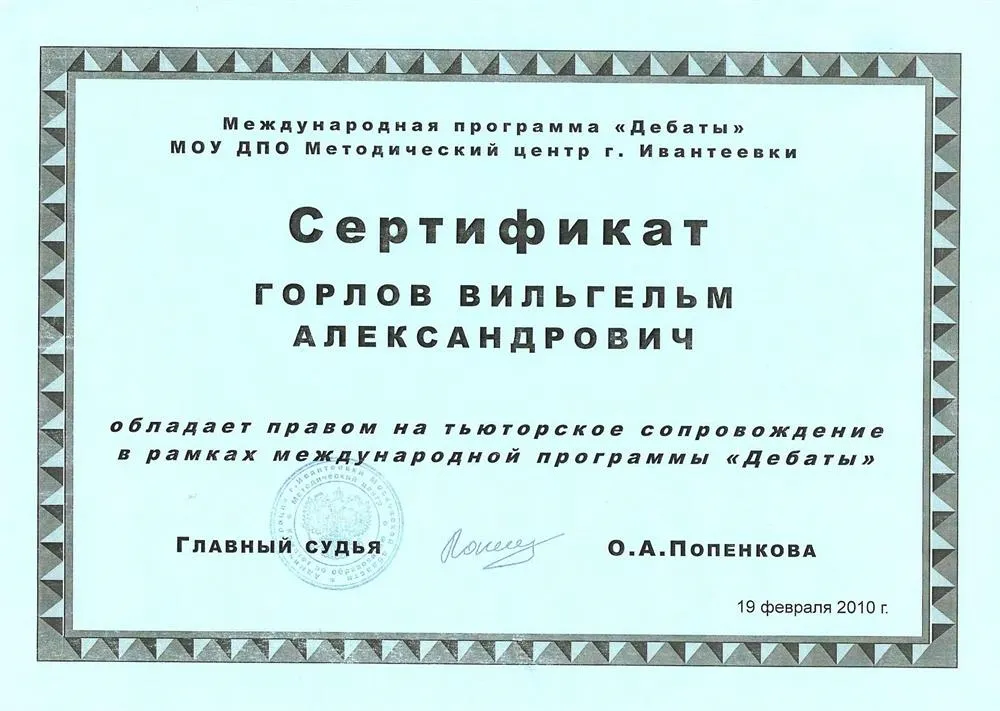 Международная программа «Дебаты»
МОУ ДПО Методический центр г. Ивантеевки
Сертификат
ГОРЛОВ ВИЛЬГЕЛЬМ
АЛЕКСАНДРОВИЧ
обладает правом на тьюторское сопровождение
в рамках международной программы «Дебаты»
Главный судья
О.А.Попенкова
19 февраля 2010 г.